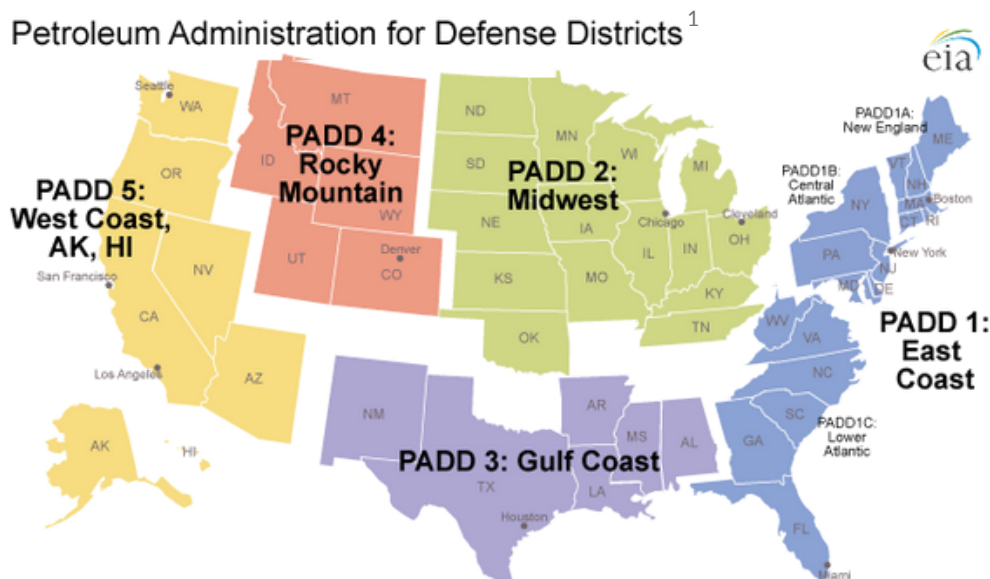 Petroleum Administration for Defense Districts 1
eia
Seattle
WA
OR
PADD 5:
West Coast,
AK, HI
San Francisco
NV
CA
Los Angeles
AZ
AK
HI
MT
ID
PADD 4:
Rocky
Mountain
WY
UT
Denver
CO
ND
MN
SD
WI
MI
PADD 2:
Midwest
NE
IA
Chicago
Cleveland
IL
IN
OH
KS
MO
KY
OK
TN
NM
AR
MS
AL
PADD 3: Gulf Coast
TX
LA
Houston
PADD1A:
New England
ME
VT
NH
PADD1B:
Central
Atlantic
NY
MA
Boston
CT
RI
PA
New York
NJ
MD
DE
WV
VA
PADD 1:
East
Coast
NC
SC
PADD1C:
Lower
Atlantic
GA
FL
Miami